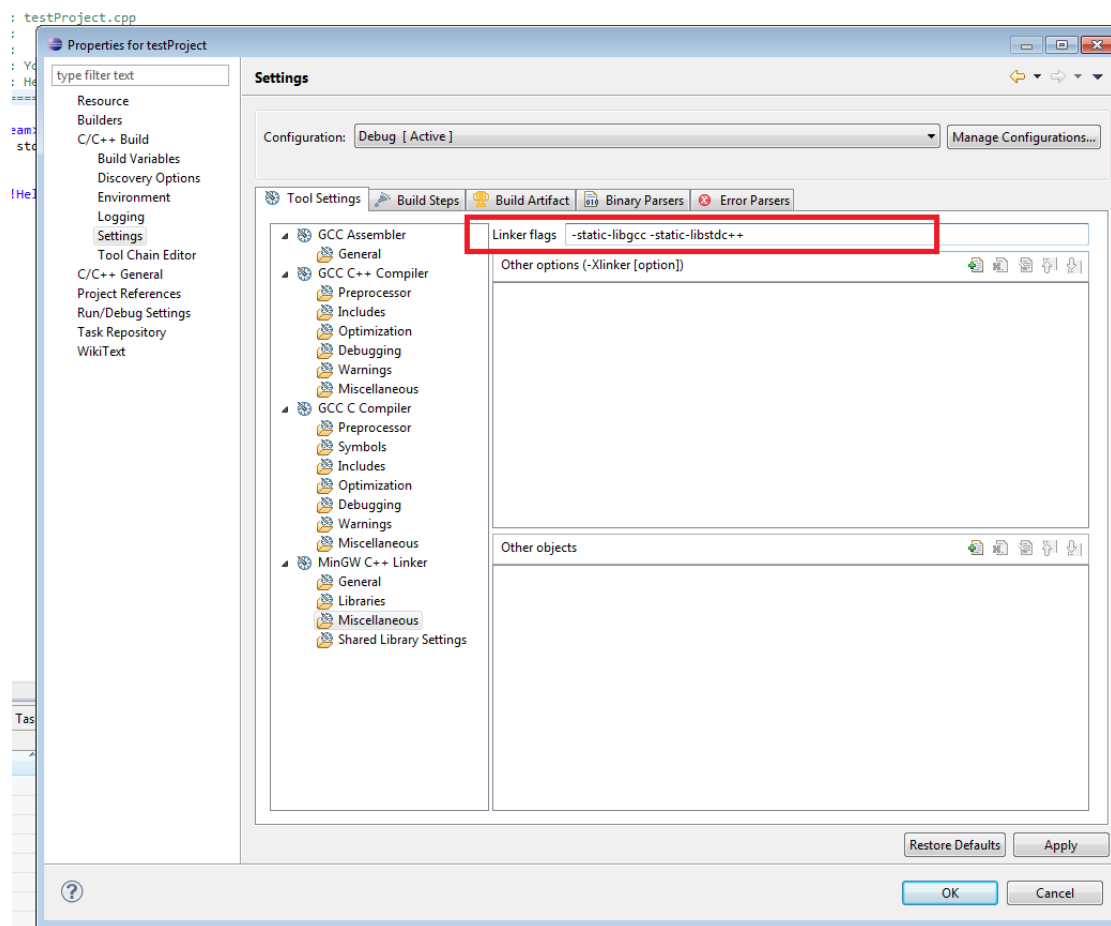 : testProject.cpp
:
:
: Yo
: He
====
eam>
std
!Hel
Tas
Properties for testProject
type filter text
Resource
Builders
C/C++ Build
Build Variables
Discovery Options
Environment
Logging
Settings
Tool Chain Editor
C/C++ General
Project References
Run/Debug Settings
Task Repository
WikiText
Settings
Configuration: Debug [ Active ] Manage Configurations...
Tool Settings Build Steps Build Artifact Binary Parsers Error Parsers
GCC Assembler
General
GCC C++ Compiler
Preprocessor
Includes
Optimization
Debugging
Warnings
Miscellaneous
GCC C Compiler
Preprocessor
Symbols
Includes
Optimization
Debugging
Warnings
Miscellaneous
MinGW C++ Linker
General
Libraries
Miscellaneous
Shared Library Settings
Linker flags -static-libgcc -static-libstdc++
Other options (-Xlinker [option])
Other objects
Restore Defaults Apply
? OK Cancel